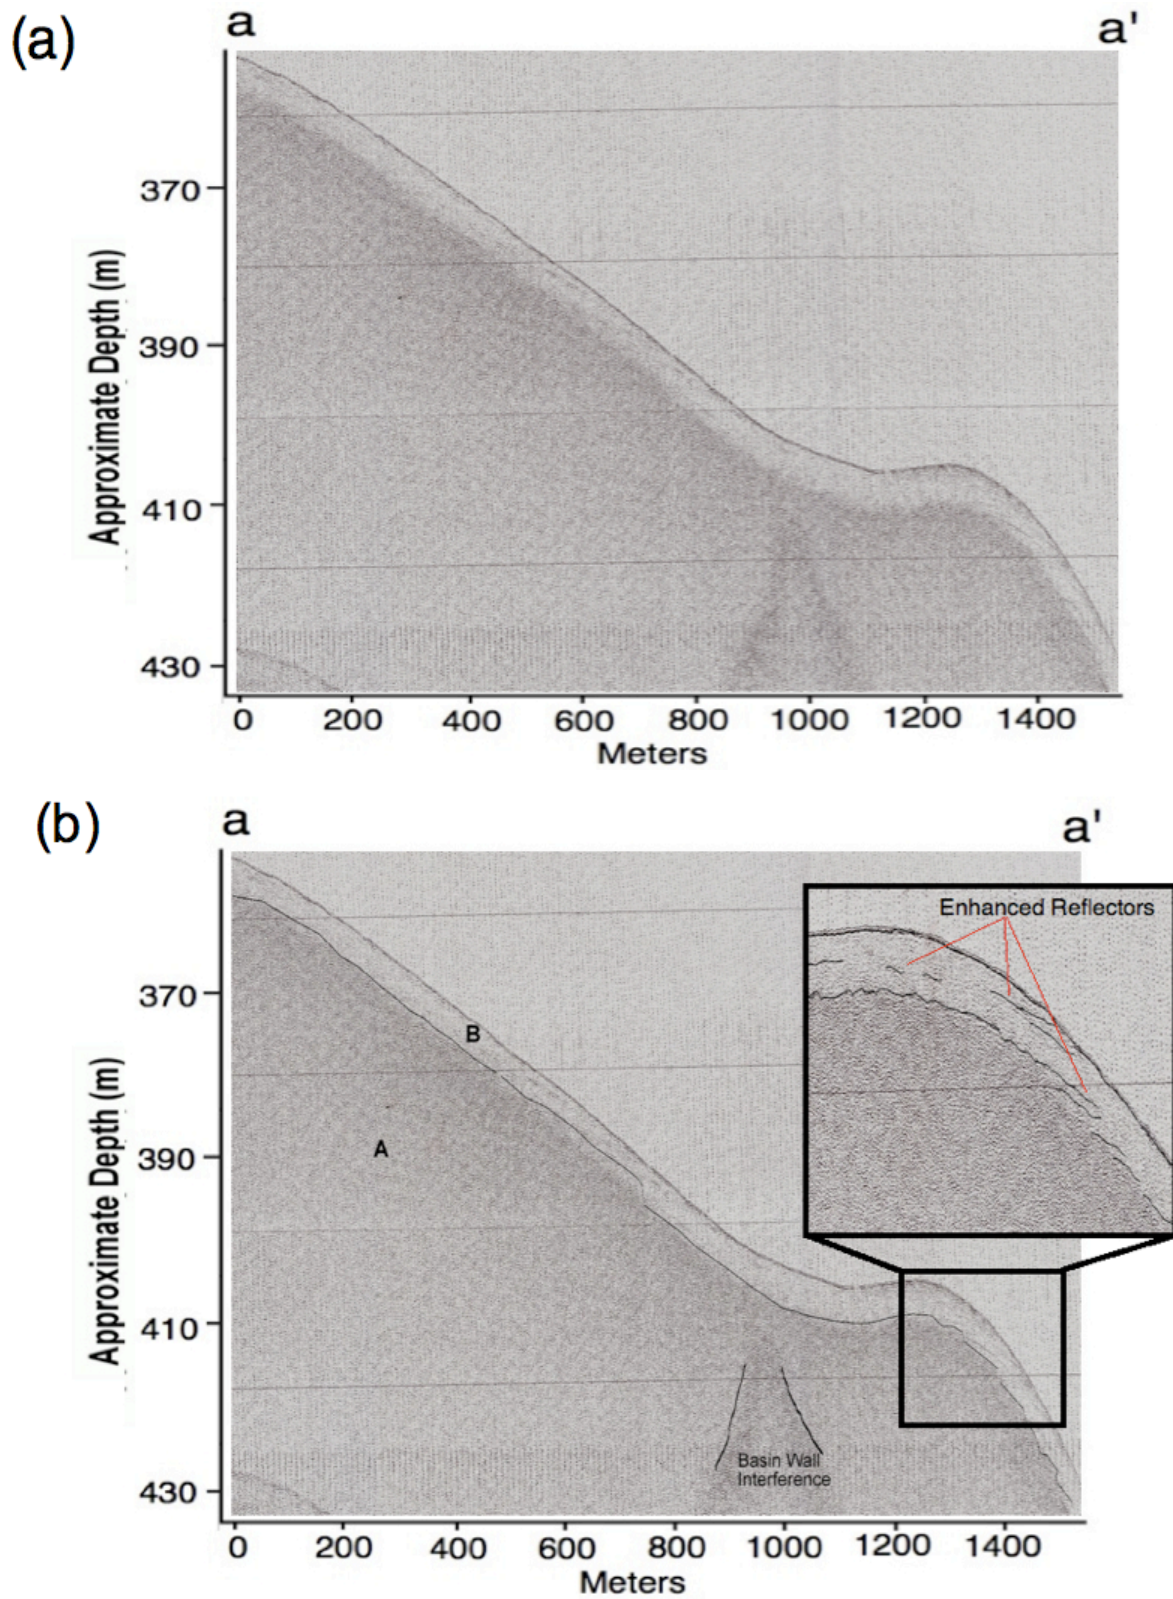 (a)
a
a'
370
390
410
430
Approximate Depth (m)
0 200 400 600 800 1000 1200 1400
Meters
(b)
a
a'
Enhanced Reflectors
370
390
410
430
Approximate Depth (m)
B
A
Basin Wall
Interference
0 200 400 600 800 1000 1200 1400
Meters